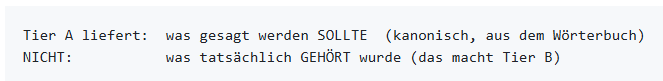 Tier A liefert:  was gesagt werden SOLLTE  (kanonisch, aus dem Wörterbuch)
NICHT:           was tatsächlich GEHÖRT wurde (das macht Tier B)